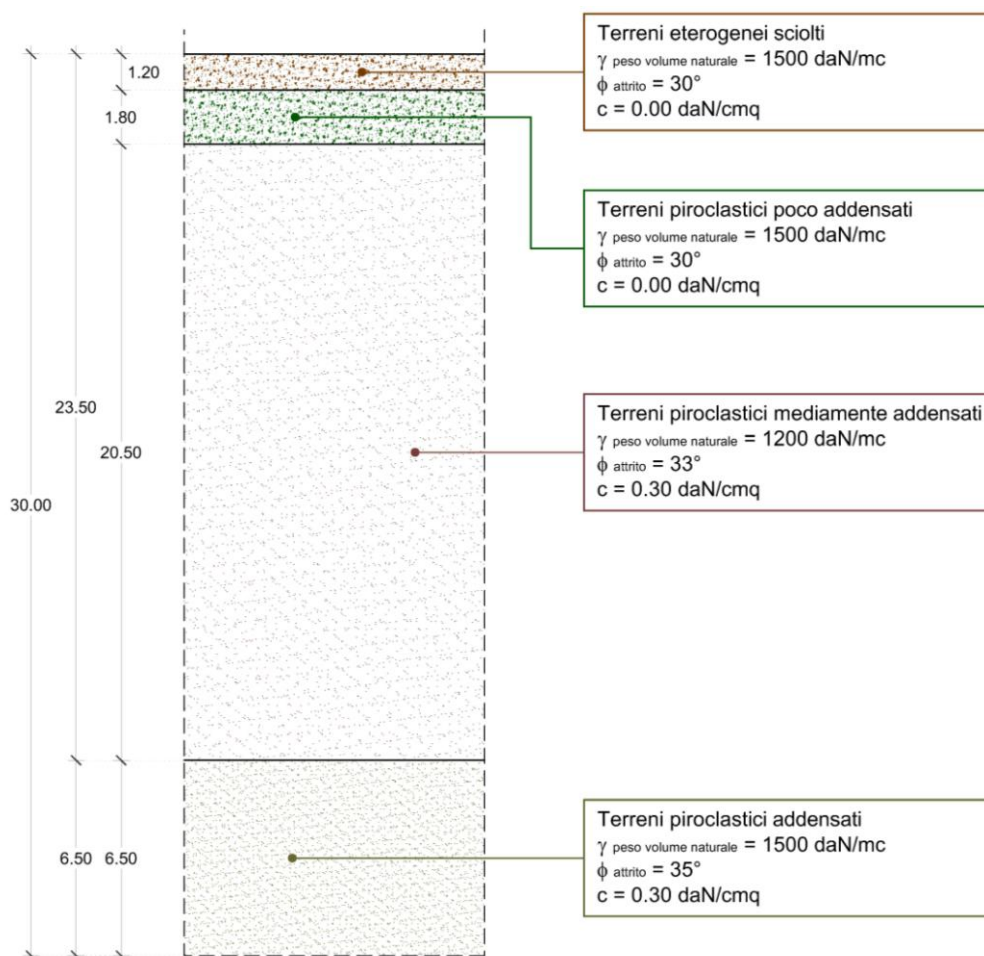 1.20
1.80
23.50
20.50
30.00
6.50 6.50
Terreni eterogenei sciolti
γ peso volume naturale = 1500 daN/mc
ϕ attrito = 30°
c = 0.00 daN/cmq
Terreni piroclastici poco addensati
γ peso volume naturale = 1500 daN/mc
ϕ attrito = 30°
c = 0.00 daN/cmq
Terreni piroclastici mediamente addensati
γ peso volume naturale = 1200 daN/mc
ϕ attrito = 33°
c = 0.30 daN/cmq
Terreni piroclastici addensati
γ peso volume naturale = 1500 daN/mc
ϕ attrito = 35°
c = 0.30 daN/cmq